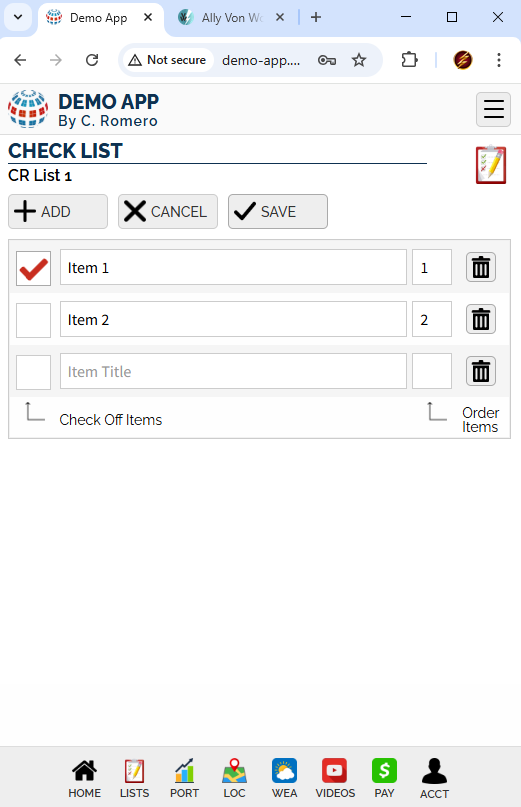 Demo App
Ally Von Wo
Not secure
demo-app....
DEMO APP
By C. Romero
CHECK LIST
CR List 1
ADD
CANCEL
SAVE
Item 1
1
Item 2
2
Item Title
Check Off Items
Order
Items
HOME
LISTS
PORT
LOC
WEA
VIDEOS
PAY
ACCT